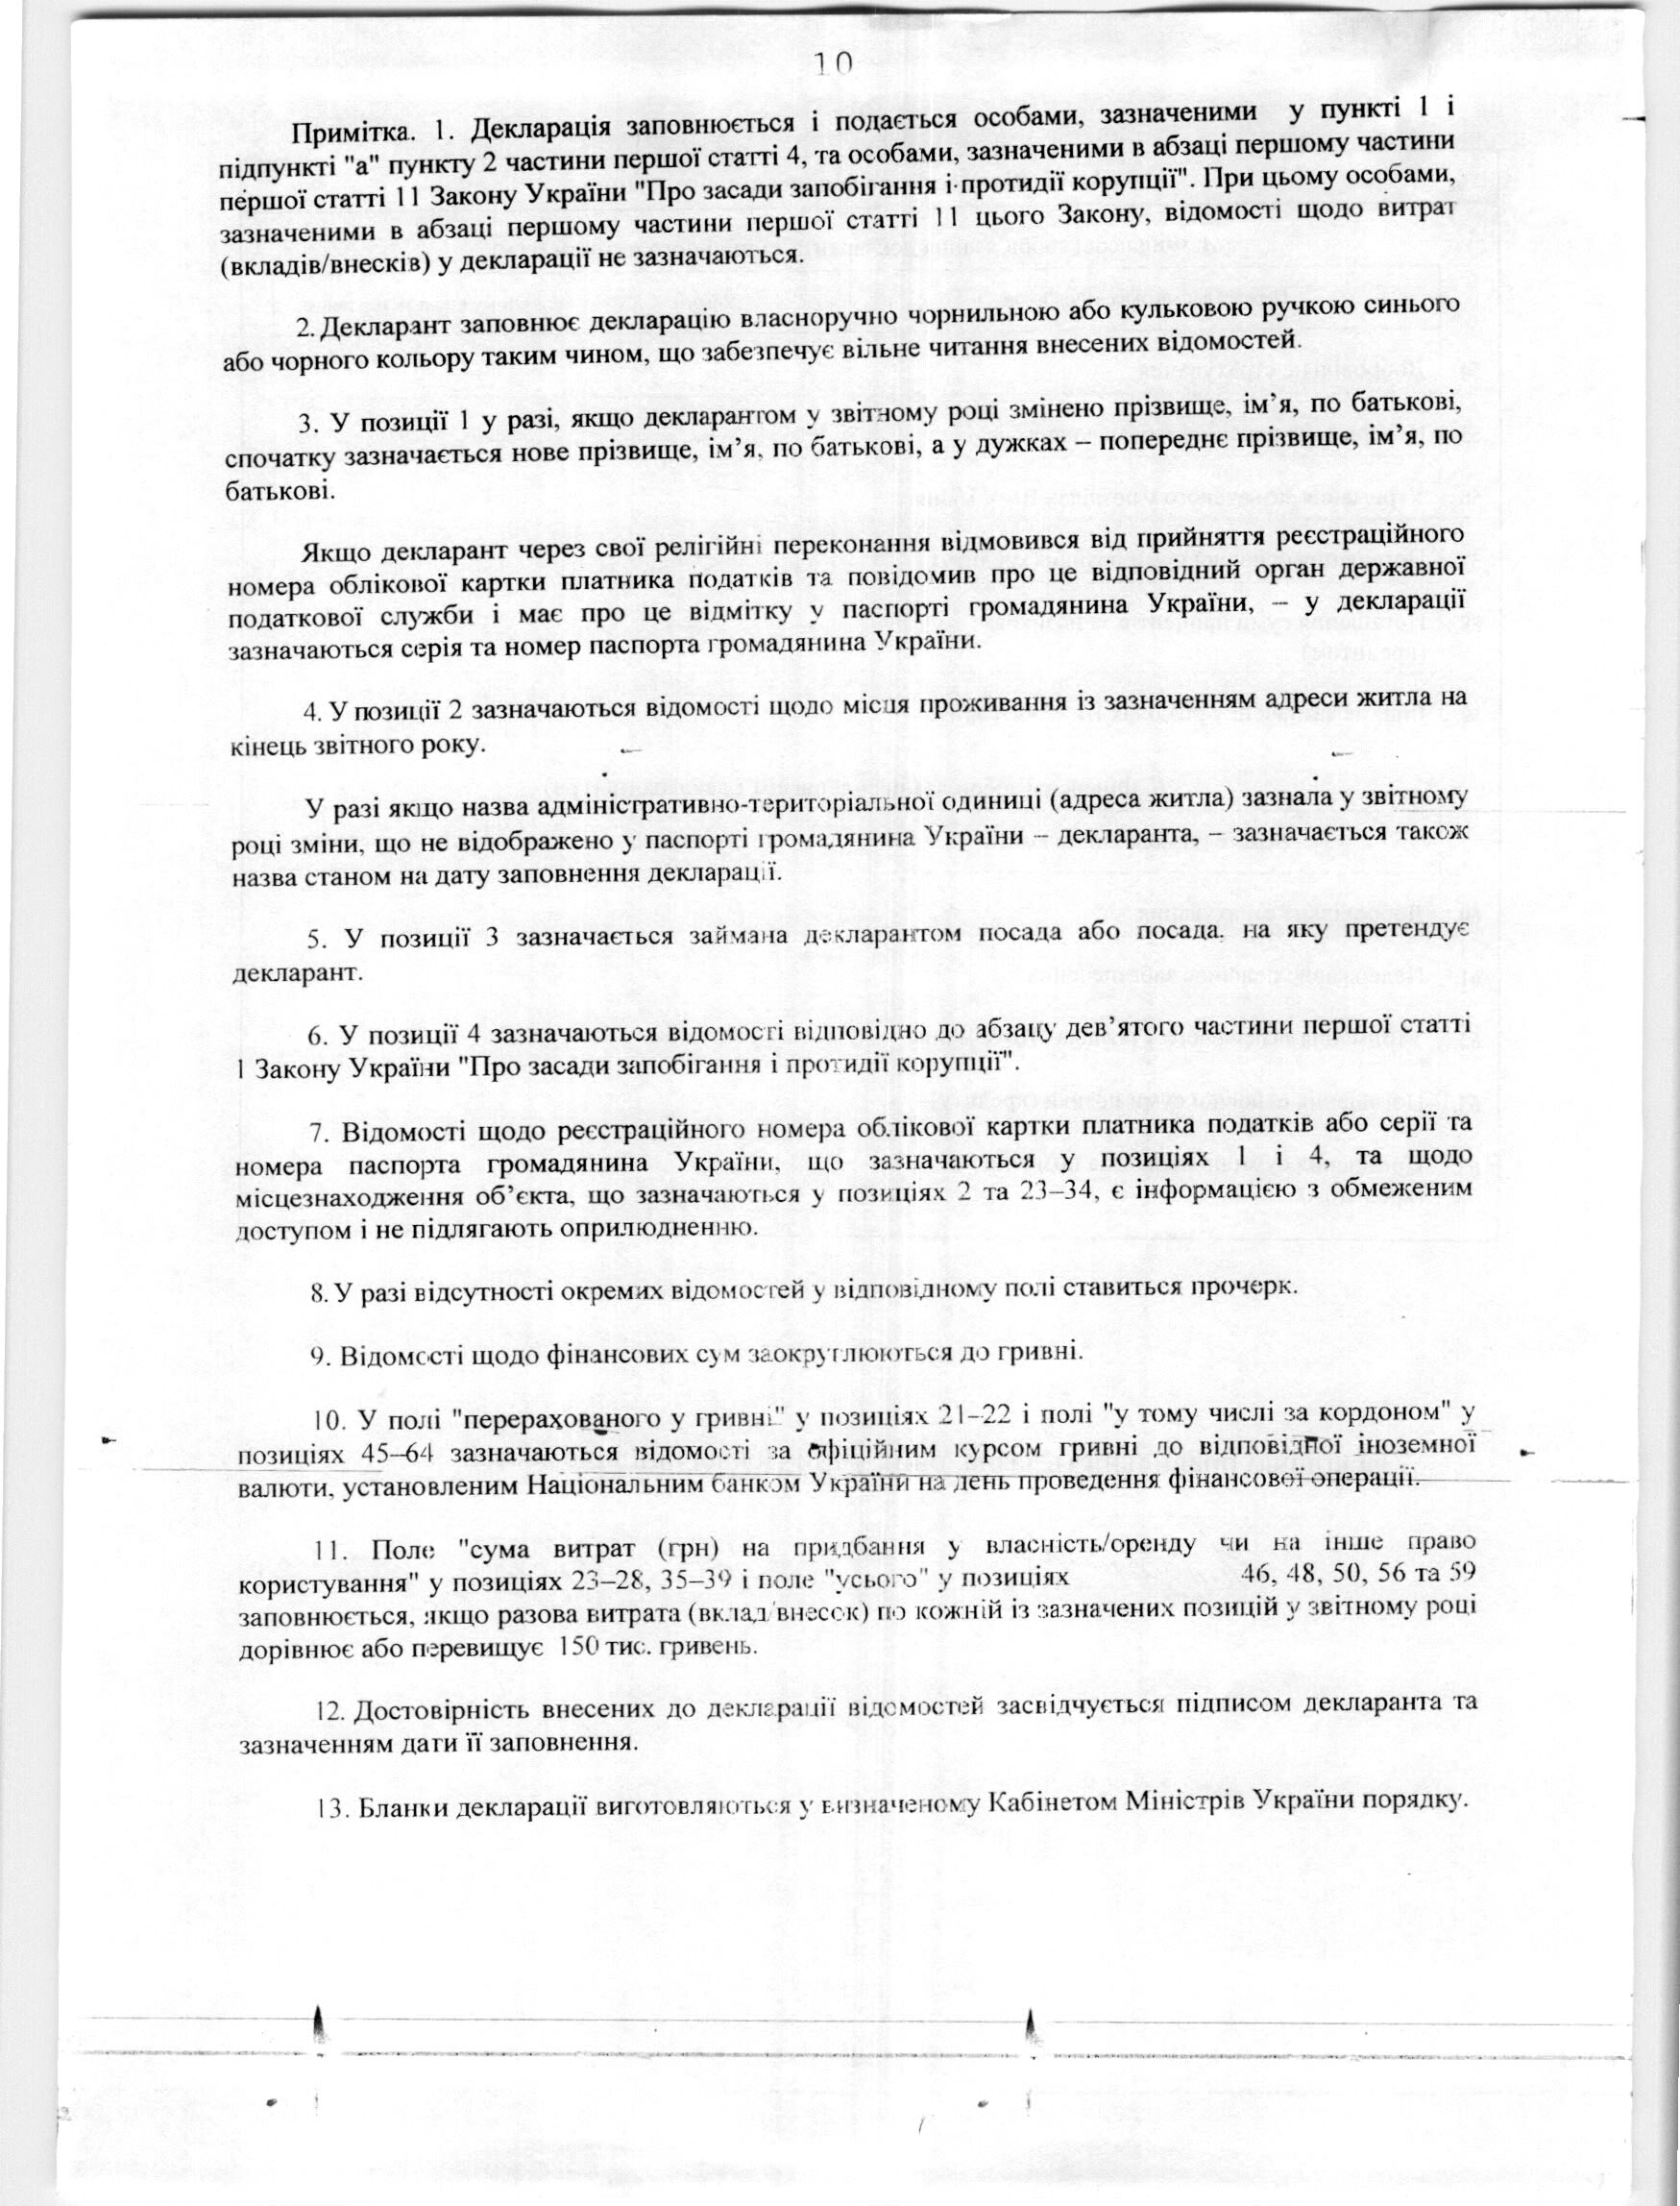 10
Примітка. 1. Декларація заповнюється і подається особами, зазначеними у пункті 1 і
підпункті "а" пункту 2 частини першої статті 4, та особами, зазначеними в абзаці першому частини
першої статті 11 Закону України "Про засади запобігання і протидії корупції". При цьому особами,
зазначеними в абзаці першому частини першої статті 11 цього Закону, відомості щодо витрат
(вкладів/внесків) у декларації не зазначаються.
2. Декларант заповнює декларацію власноручно чорнильною або кульковою ручкою синього
або чорного кольору таким чином, що забезпечує вільне читання внесених відомостей.
3. У позиції 1 у разі, якщо декларантом у звітному році змінено прізвище, ім’я, по батькові,
спочатку зазначається нове прізвище, ім’я, по батькові, а у дужках – попереднє прізвище, ім’я, по
батькові.
Якщо декларант через свої релігійні переконання відмовився від прийняття реєстраційного
номера облікової картки платника податків та повідомив про це відповідний орган державної
податкової служби і має про це відмітку у паспорті громадянина України, – у декларації
зазначаються серія та номер паспорта громадянина України.
4. У позиції 2 зазначаються відомості щодо місця проживання із зазначенням адреси житла на
кінець звітного року.
У разі якщо назва адміністративно-територіальної одиниці (адреса житла) зазнала у звітному
році зміни, що не відображено у паспорті громадянина України – декларанта, – зазначається також
назва станом на дату заповнення декларації.
5. У позиції 3 зазначається займана декларантом посада або посада, на яку претендує
декларант.
6. У позиції 4 зазначаються відомості відповідно до абзацу дев’ятого частини першої статті
1 Закону України "Про засади запобігання і протидії корупції".
7. Відомості щодо реєстраційного номера облікової картки платника податків або серії та
номера паспорта громадянина України, що зазначаються у позиціях 1 і 4, та щодо
місцезнаходження об’єкта, що зазначаються у позиціях 2 та 23–34, є інформацією з обмеженим
доступом і не підлягають оприлюдненню.
8. У разі відсутності окремих відомостей у відповідному полі ставиться прочерк.
9. Відомості щодо фінансових сум заокруглюються до гривні.
10. У полі "перерахованого у гривні" у позиціях 21–22 і полі "у тому числі за кордоном" у
позиціях 45–64 зазначаються відомості за офіційним курсом гривні до відповідної іноземної
валюти, установленим Національним банком України на день проведення фінансової операції.
11. Поле "сума витрат (грн) на придбання у власність/оренду чи на інше право
користування" у позиціях 23–28, 35–39 і поле "усього" у позиціях 46, 48, 50, 56 та 59
заповнюється, якщо разова витрата (вклад/внесок) по кожній із зазначених позицій у звітному році
дорівнює або перевищує 150 тис. гривень.
12. Достовірність внесених до декларації відомостей засвідчується підписом декларанта та
зазначенням дати її заповнення.
13. Бланки декларації виготовляються у визначеному Кабінетом Міністрів України порядку.